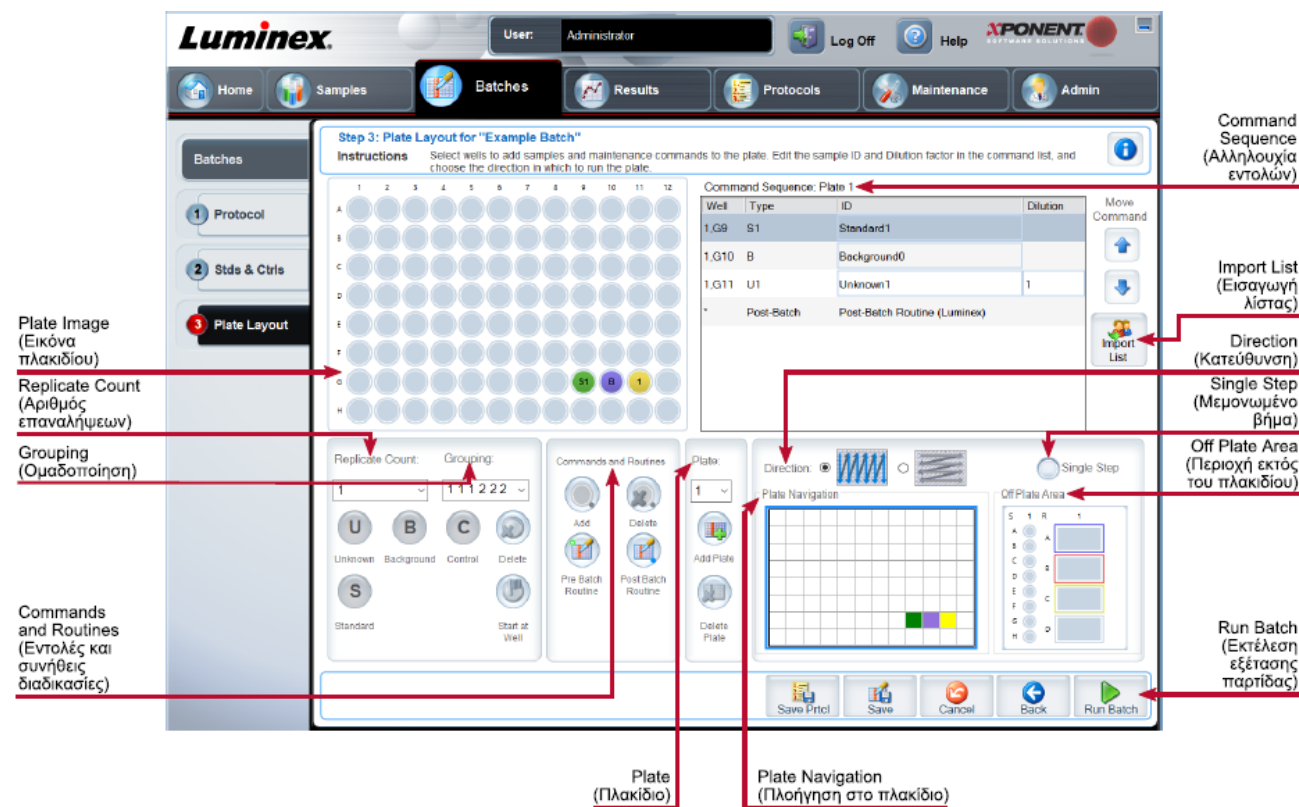 Luminex.
User: Administrator
Log Off
Help
XPONENT.
SOFTWARE SOLUTIONS
Home
Samples
Batches
Results
Protocols
Maintenance
Admin
Batches
1 Protocol
2 Stds & Ctrls
3 Plate Layout
Step 3: Plate Layout for "Example Batch"
Instructions Select wells to add samples and maintenance commands to the plate. Edit the sample ID and Dilution factor in the command list, and
choose the direction in which to run the plate.
1 2 3 4 5 6 7 8 9 10 11 12
A
B
C
D
E
F
G S1 B 1
H
Command Sequence: Plate 1
Well Type ID Dilution
1,G9 S1 Standard1
1,G10 B Background0
1,G11 U1 Unknown1 1
* Post-Batch Post-Batch Routine (Luminex)
Move
Command
Import
List
Replicate Count: Grouping:
1 111222
U B C
Unknown Background Control Delete
S
Standard Start at
Well
Commands and Routines
Add Delete
Pre Batch
Routine
Post Batch
Routine
Plate:
1
Add Plate
Delete
Plate
Direction:
Single Step
Plate Navigation
Off Plate Area
S 1 R 1
A
B
C
D
E
F
G
H
A
B
C
D
Save Prtcl
Save
Cancel
Back
Run Batch
Plate Image
(Εικόνα
πλακιδίου)
Replicate Count
(Αριθμός
επαναλήψεων)
Grouping
(Ομαδοποίηση)
Commands
and Routines
(Εντολές και
συνήθεις
διαδικασίες)
Command
Sequence
(Αλληλουχία
εντολών)
Import List
(Εισαγωγή
λίστας)
Direction
(Κατεύθυνση)
Single Step
(Μεμονωμένο
βήμα)
Off Plate Area
(Περιοχή εκτός
του πλακιδίου)
Run Batch
(Εκτέλεση
εξέτασης
παρτίδας)
Plate
(Πλακίδιο)
Plate Navigation
(Πλοήγηση στο πλακίδιο)